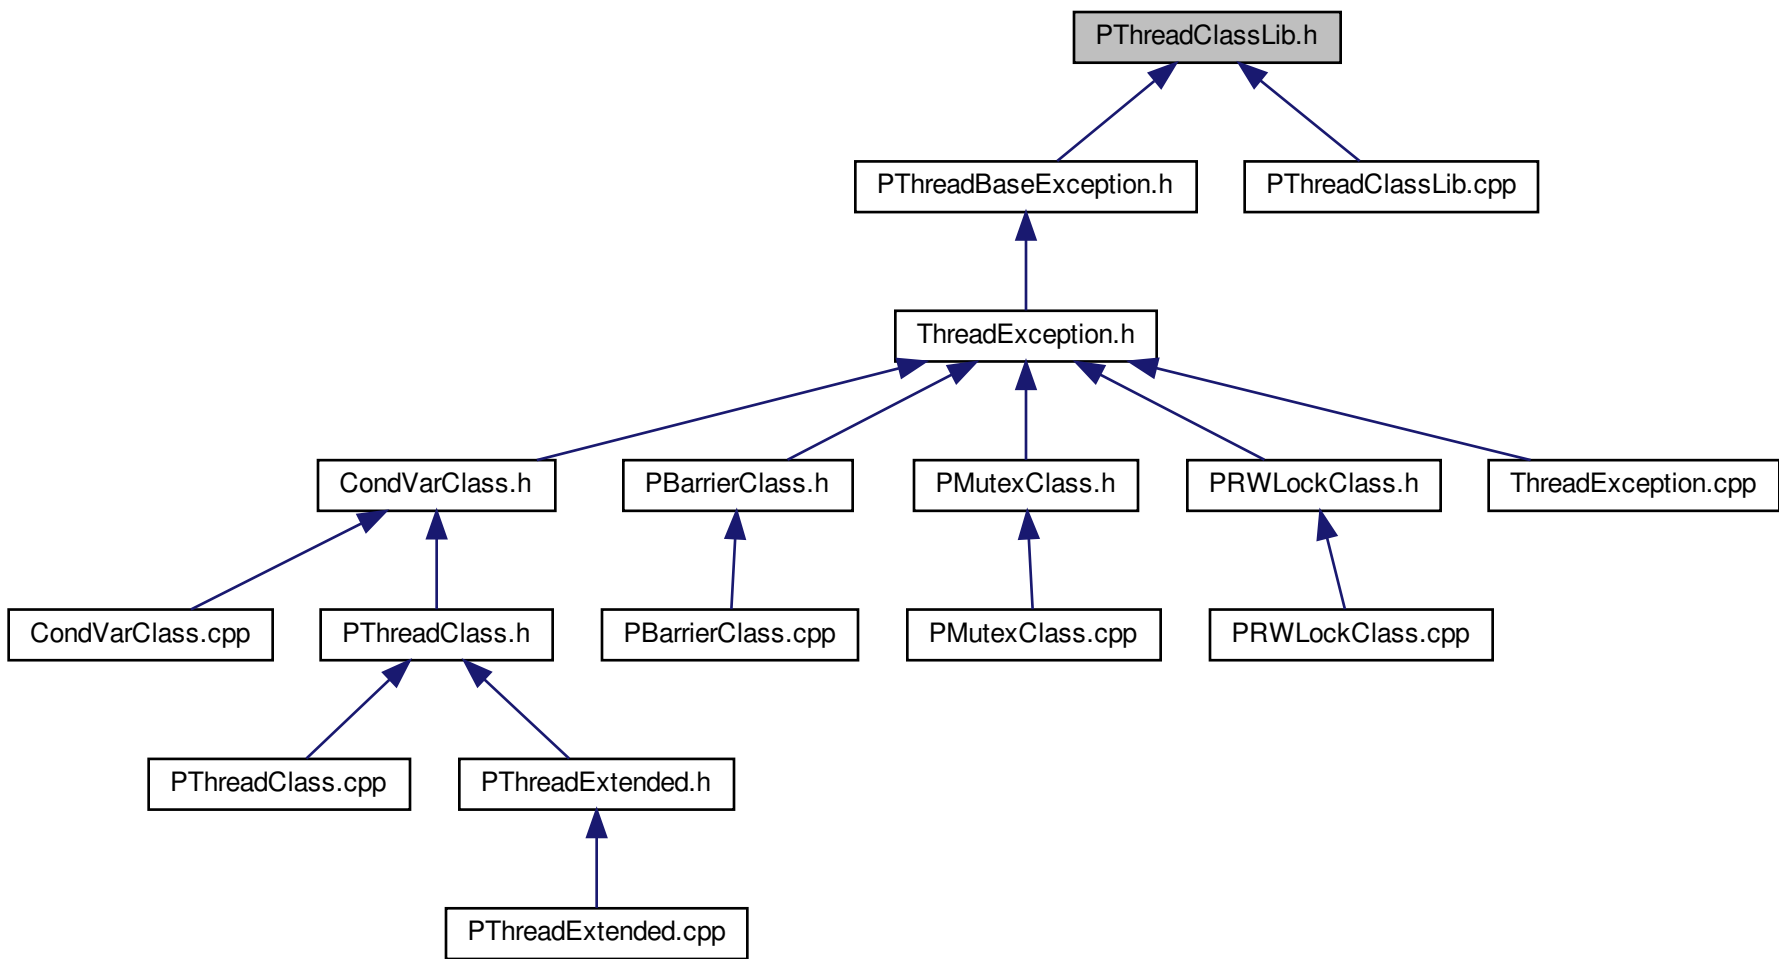 PThreadClassLib.h
PThreadBaseException.h
PThreadClassLib.cpp
ThreadException.h
CondVarClass.h
PBarrierClass.h
PMutexClass.h
PRWLockClass.h
ThreadException.cpp
CondVarClass.cpp
PThreadClass.h
PBarrierClass.cpp
PMutexClass.cpp
PRWLockClass.cpp
PThreadClass.cpp
PThreadExtended.h
PThreadExtended.cpp